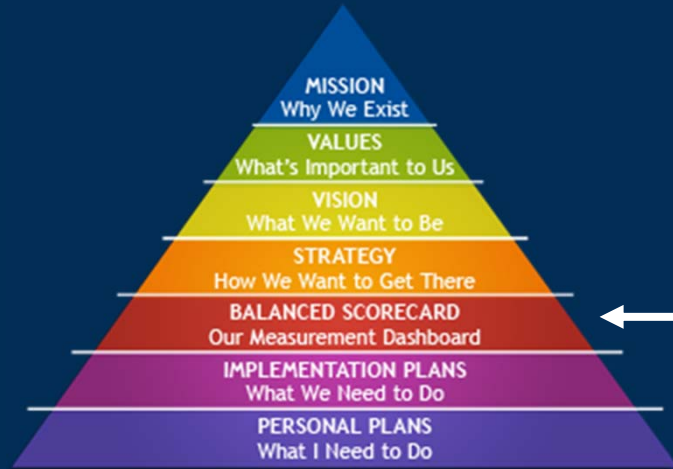 MISSION
Why We Exist
VALUES
What's Important to Us
VISION
What We Want to Be
STRATEGY
How We Want to Get There
BALANCED SCORECARD
Our Measurement Dashboard
IMPLEMENTATION PLANS
What We Need to Do
PERSONAL PLANS
What I Need to Do